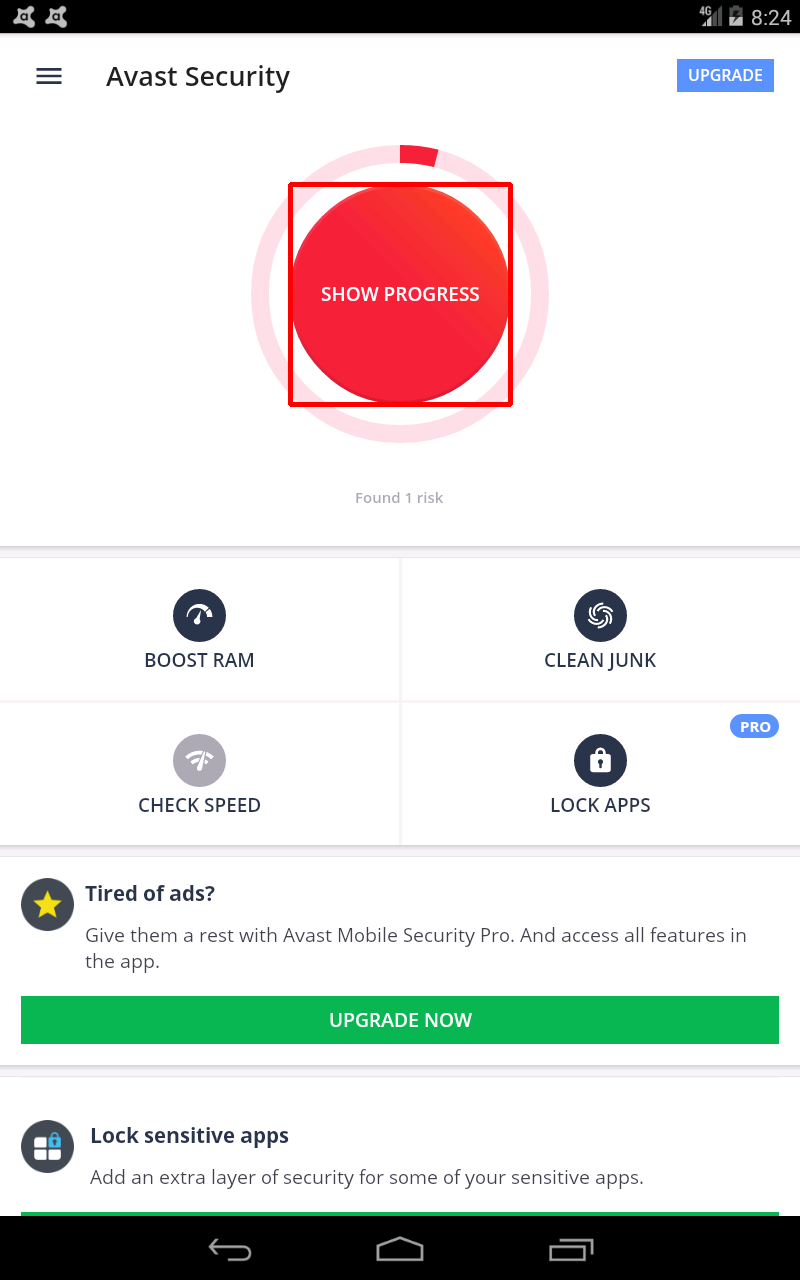 4G 8:24
Avast Security
UPGRADE
SHOW PROGRESS
Found 1 risk
BOOST RAM
CLEAN JUNK
PRO
CHECK SPEED
LOCK APPS
Tired of ads?
Give them a rest with Avast Mobile Security Pro. And access all features in
the app.
UPGRADE NOW
Lock sensitive apps
Add an extra layer of security for some of your sensitive apps.